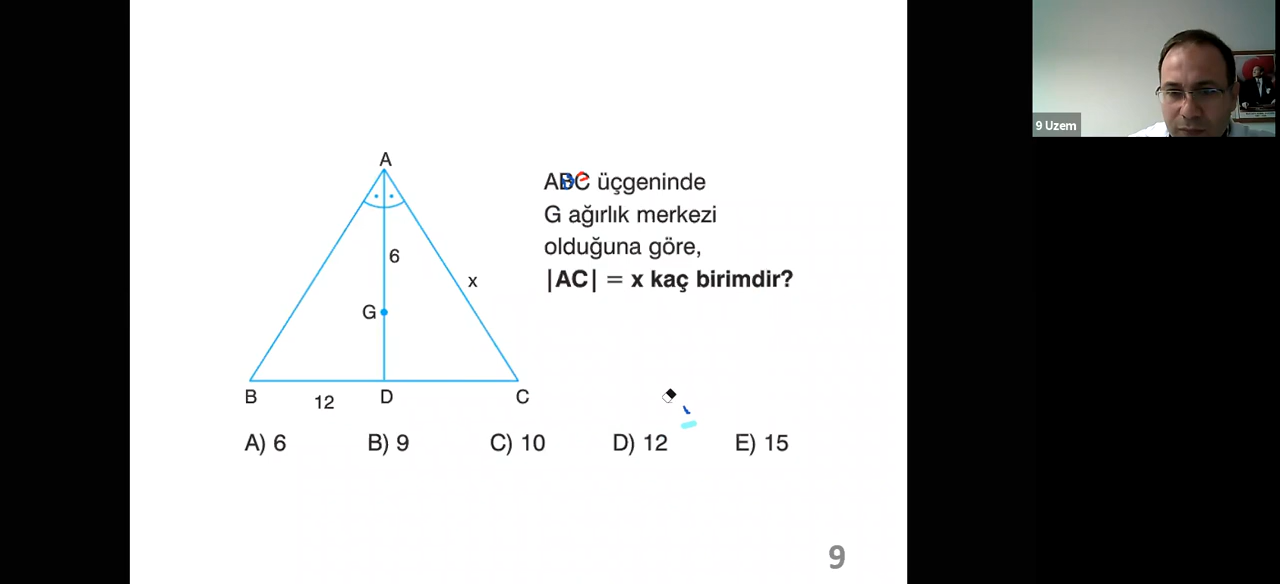 9 Uzem
A
ABC üçgeninde
G ağırlık merkezi
olduğuna göre,
|AC| = x kaç birimdir?
6
x
G
B
12
D
C
A) 6
B) 9
C) 10
D) 12
E) 15
9